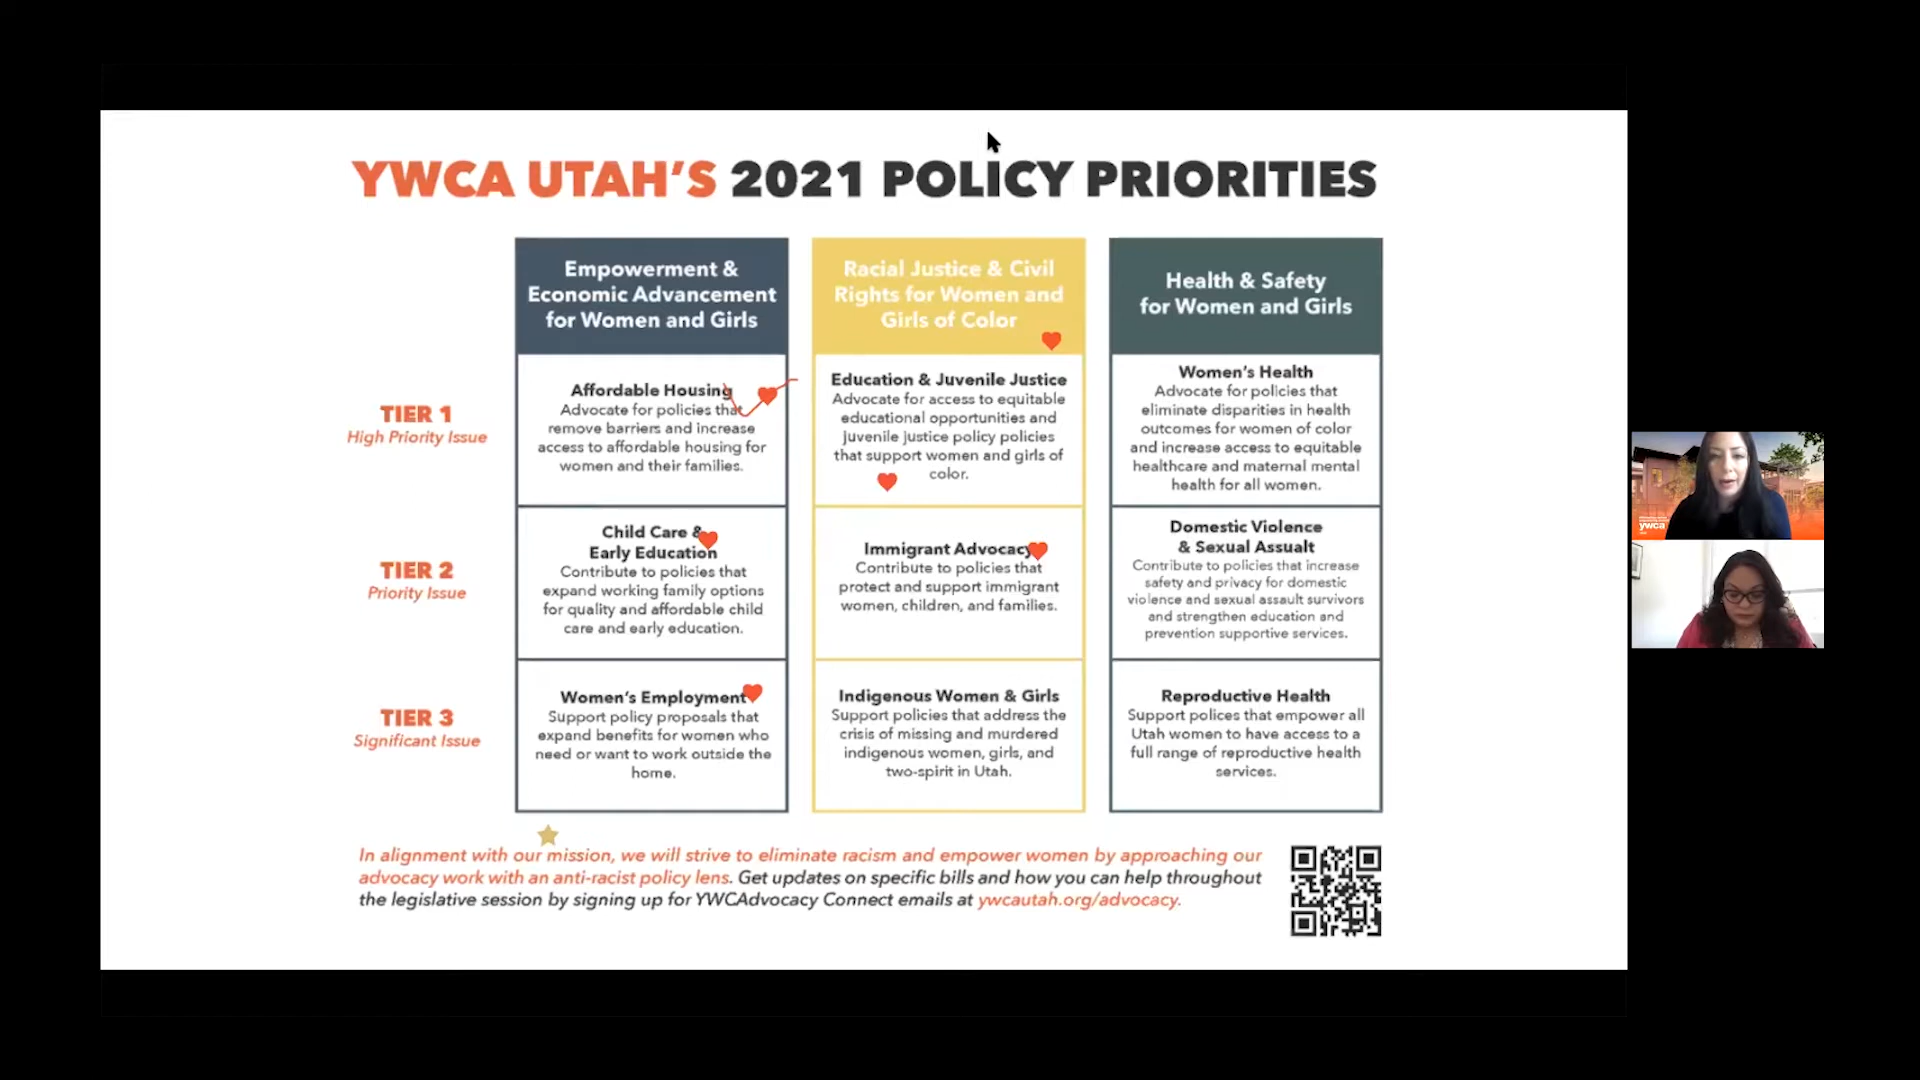 YWCA UTAH'S 2021 POLICY PRIORITIES
Empowerment &
Economic Advancement
for Women and Girls
Racial Justice & Civil
Rights for Women and
Girls of Color
Health & Safety
for Women and Girls
TIER 1
High Priority Issue
Affordable Housing
Advocate for policies that
remove barriers and increase
access to affordable housing for
women and their families.
Education & Juvenile Justice
Advocate for access to equitable
educational opportunities and
juvenile justice policy policies
that support women and girls of
color.
Women's Health
Advocate for policies that
eliminate disparities in health
outcomes for women of color
and increase access to equitable
healthcare and maternal mental
health for all women.
TIER 2
Priority Issue
Child Care &
Early Education
Contribute to policies that
expand working family options
for quality and affordable child
care and early education.
Immigrant Advocacy
Contribute to policies that
protect and support immigrant
women, children, and families.
Domestic Violence
& Sexual Assualt
Contribute to policies that increase
safety and privacy for domestic
violence and sexual assault survivors
and strengthen education and
prevention supportive services.
TIER 3
Significant Issue
Women's Employment
Support policy proposals that
expand benefits for women who
need or want to work outside the
home.
Indigenous Women & Girls
Support policies that address the
crisis of missing and murdered
indigenous women, girls, and
two-spirit in Utah.
Reproductive Health
Support polices that empower all
Utah women to have access to a
full range of reproductive health
services.
In alignment with our mission, we will strive to eliminate racism and empower women by approaching our
advocacy work with an anti-racist policy lens. Get updates on specific bills and how you can help throughout
the legislative session by signing up for YWCAdvocacy Connect emails at ywcautah.org/advocacy.
ywca